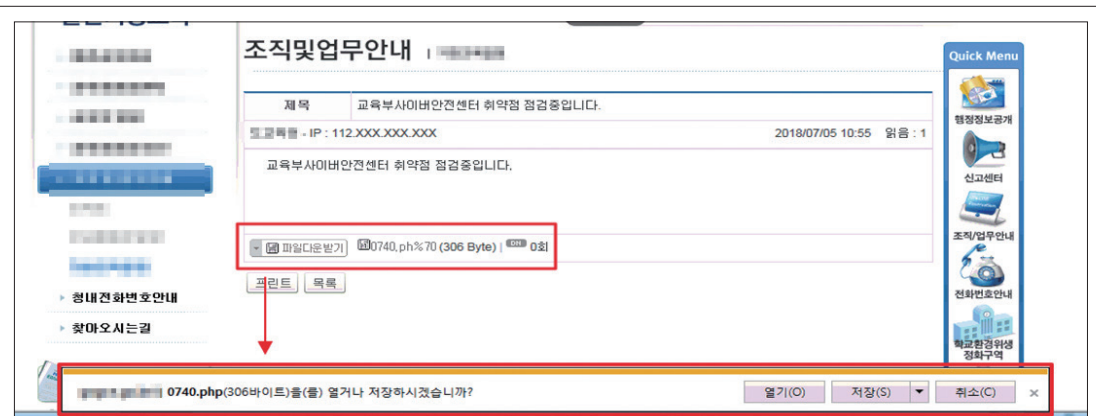 조직및업무안내
Quick Menu
제목 교육부사이버안전센터 취약점 점검중입니다.
- IP : 112.XXX.XXX.XXX 2018/07/05 10:55 읽음 : 1
교육부사이버안전센터 취약점 점검중입니다.
파일다운받기 0740.ph%70 (306 Byte) | 0회
프린트 목록
행정정보공개
신고센터
조직/업무안내
전화번호안내
학교환경위생
정화구역
청내전화번호안내
찾아오시는길
0740.php(306바이트)을(를) 열거나 저장하시겠습니까? 열기(O) 저장(S) 취소(C)